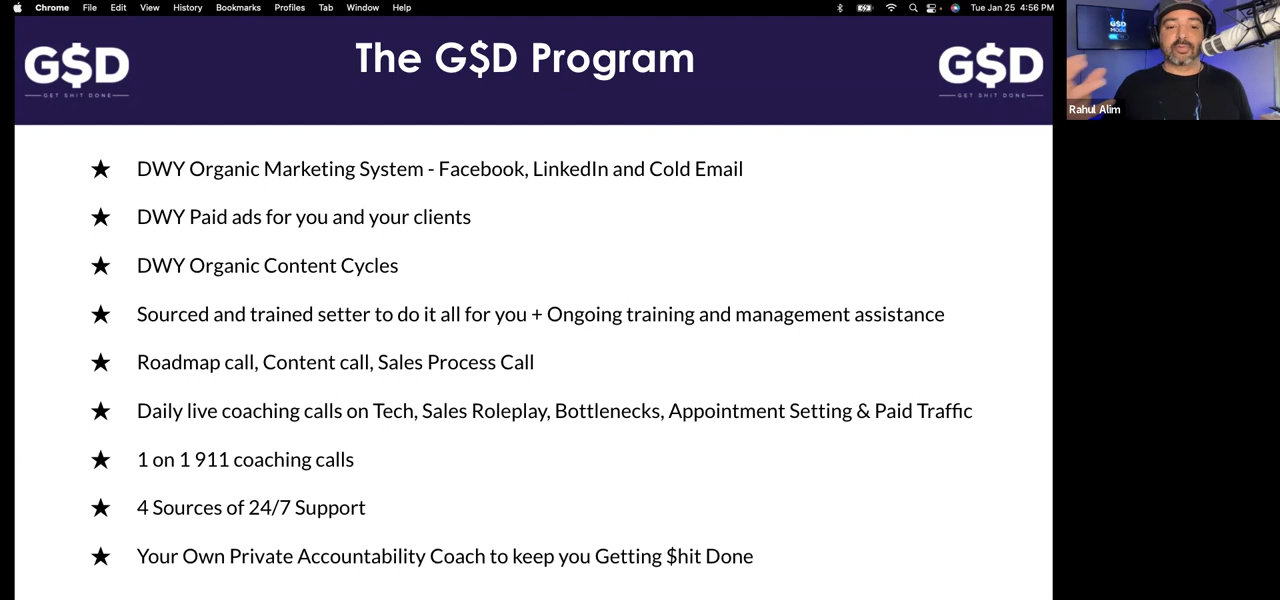 Chrome File Edit View History Bookmarks Profiles Tab Window Help Tue Jan 25 4:56 PM
G$D
GET SHIT DONE
The G$D Program
G$D
GET SHIT DONE
G$D
MODE
Rahul Alim
★ DWY Organic Marketing System - Facebook, LinkedIn and Cold Email
★ DWY Paid ads for you and your clients
★ DWY Organic Content Cycles
★ Sourced and trained setter to do it all for you + Ongoing training and management assistance
★ Roadmap call, Content call, Sales Process Call
★ Daily live coaching calls on Tech, Sales Roleplay, Bottlenecks, Appointment Setting & Paid Traffic
★ 1 on 1 911 coaching calls
★ 4 Sources of 24/7 Support
★ Your Own Private Accountability Coach to keep you Getting $hit Done